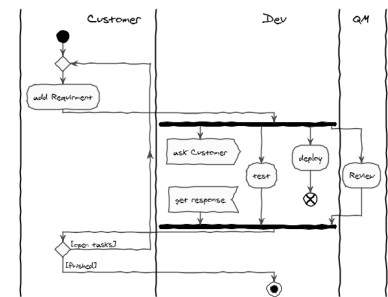 Customer
Dev
QM
add Requirment
ask Customer
test
deploy
Review
get response
[open tasks]
[finished]